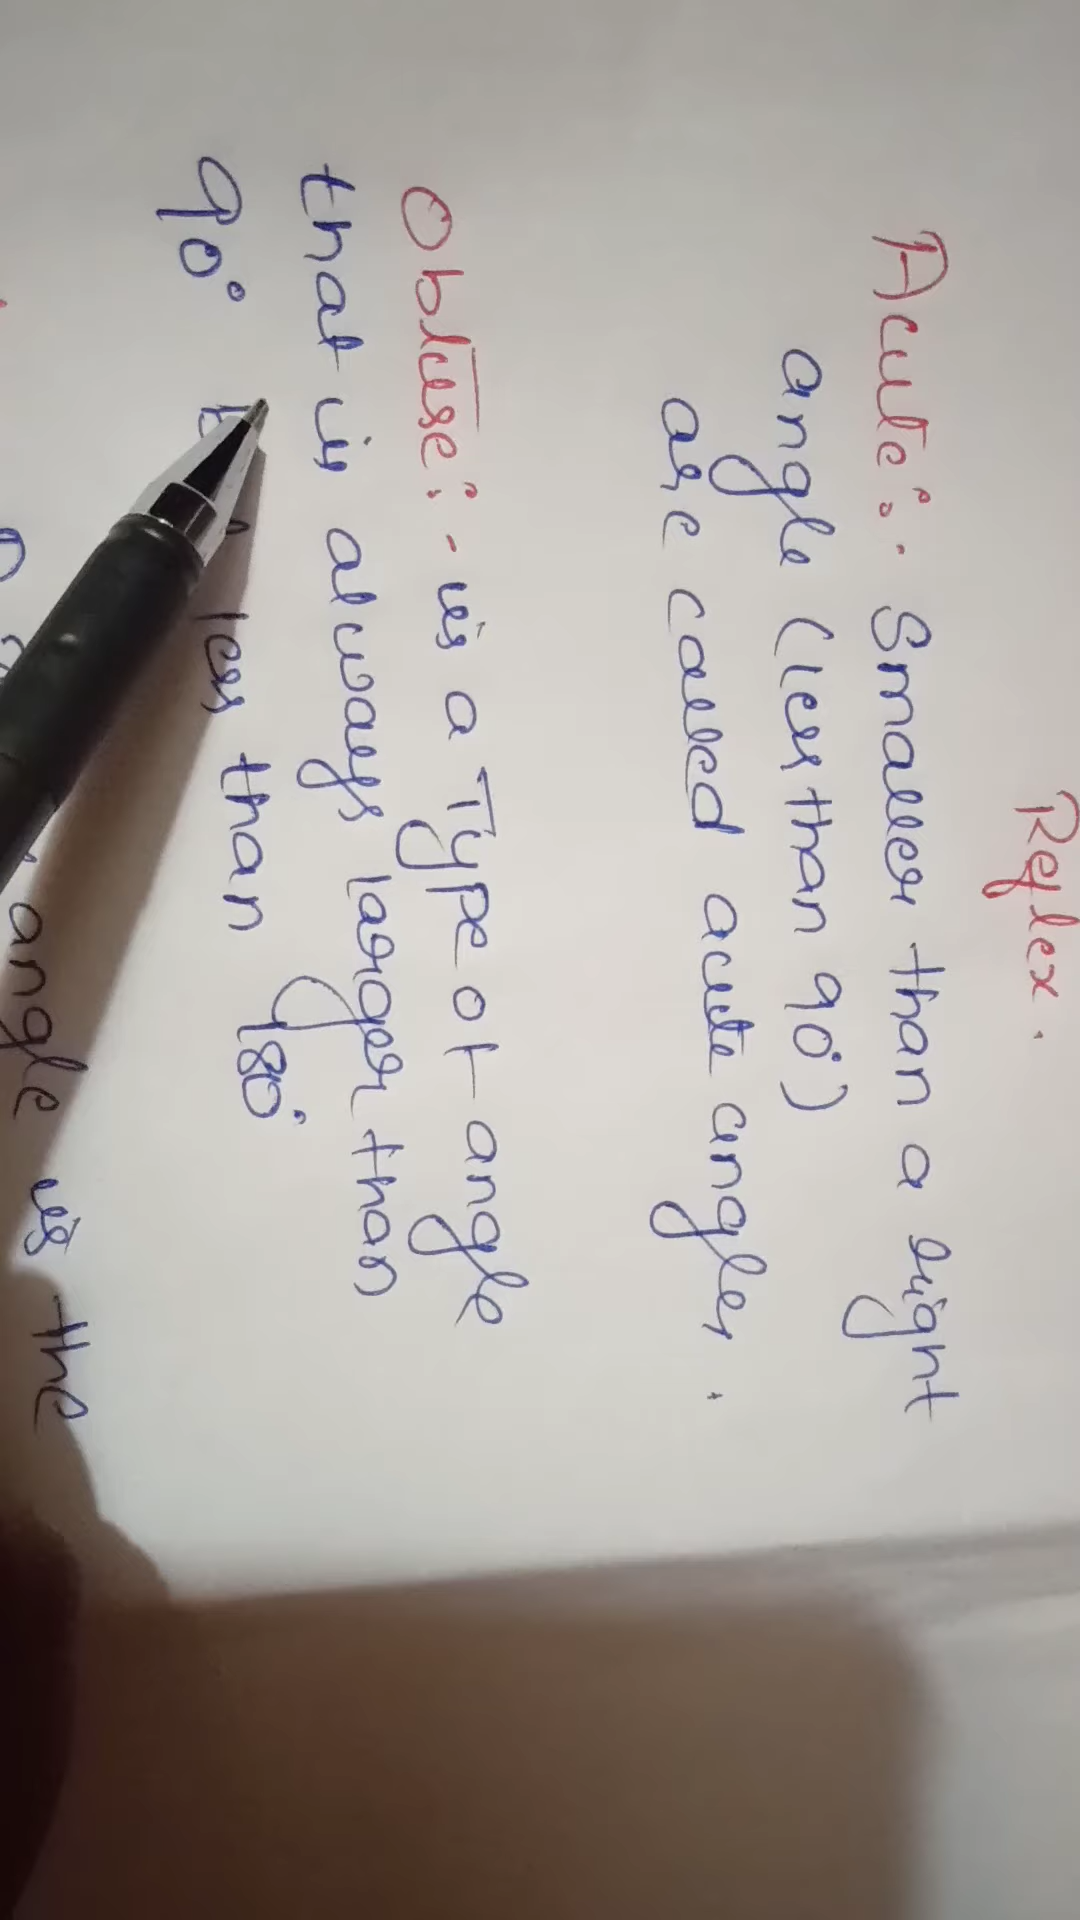 Reflex.
Acute:- Smaller than a right
angle (less than 90°)
are called acute angles.
Obtuse:- is a Type of angle
that is always larger than
90° less than 180°
angle is the